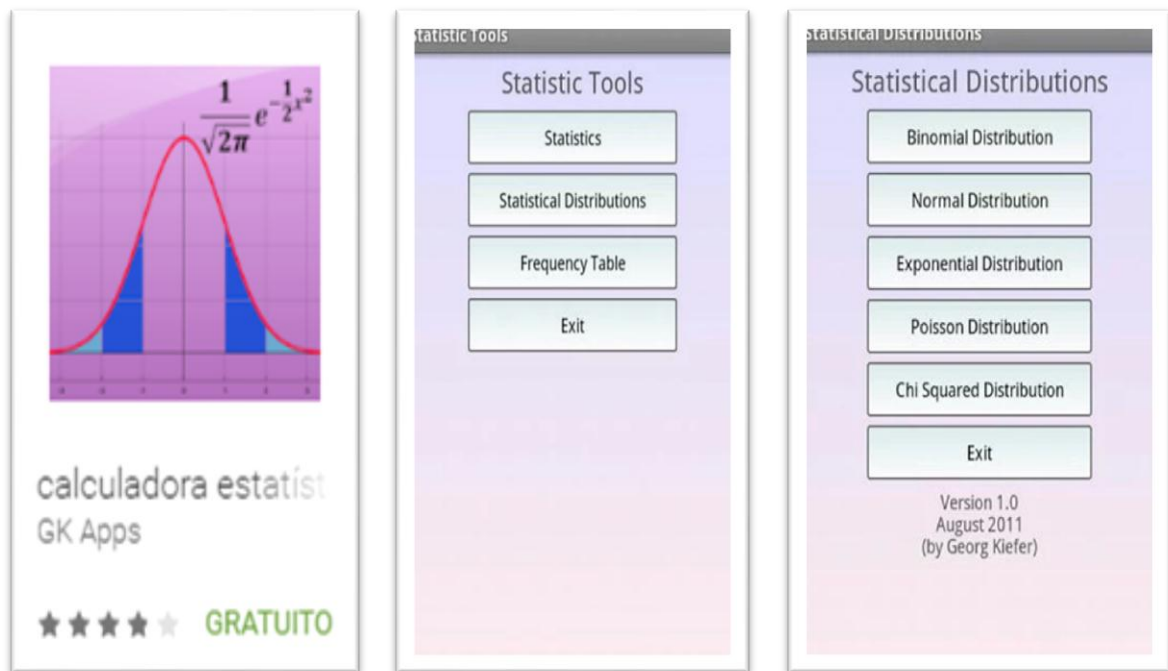 1
√2π
e^-1/2 x²
calculadora estatíst
GK Apps
GRATUITO
Statistic Tools
Statistic Tools
Statistics
Statistical Distributions
Frequency Table
Exit
Statistical Distributions
Statistical Distributions
Binomial Distribution
Normal Distribution
Exponential Distribution
Poisson Distribution
Chi Squared Distribution
Exit
Version 1.0
August 2011
(by Georg Kiefer)